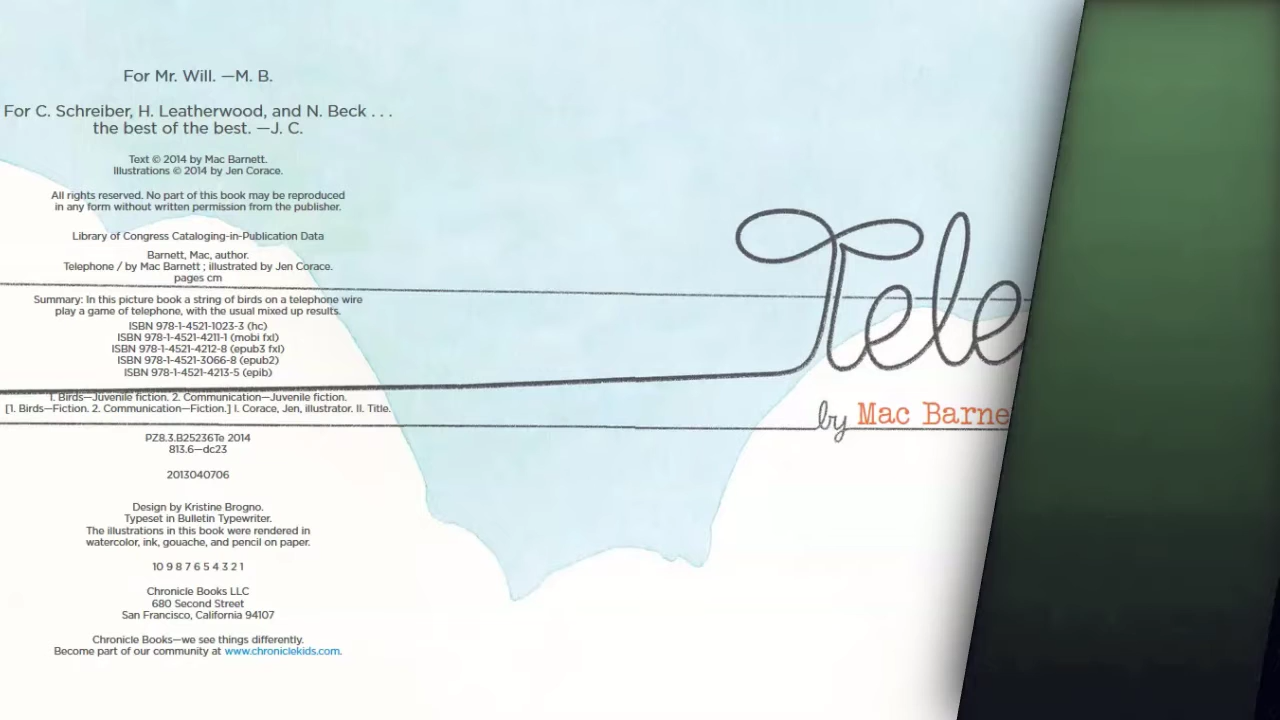 For Mr. Will. —M. B.
For C. Schreiber, H. Leatherwood, and N. Beck . . .
the best of the best. —J. C.
Text © 2014 by Mac Barnett.
Illustrations © 2014 by Jen Corace.
All rights reserved. No part of this book may be reproduced
in any form without written permission from the publisher.
Library of Congress Cataloging-in-Publication Data
Barnett, Mac, author.
Telephone / by Mac Barnett ; illustrated by Jen Corace.
pages cm
Summary: In this picture book a string of birds on a telephone wire
play a game of telephone, with the usual mixed up results.
ISBN 978-1-4521-1023-3 (hc)
ISBN 978-1-4521-4211-1 (mobi fxl)
ISBN 978-1-4521-4212-8 (epub3 fxl)
ISBN 978-1-4521-3066-8 (epub2)
ISBN 978-1-4521-4213-5 (epib)
1. Birds—Juvenile fiction. 2. Communication—Juvenile fiction.
[1. Birds—Fiction. 2. Communication—Fiction.] I. Corace, Jen, illustrator. II. Title.
PZ8.3.B25236Te 2014
813.6—dc23
2013040706
Design by Kristine Brogno.
Typeset in Bulletin Typewriter.
The illustrations in this book were rendered in
watercolor, ink, gouache, and pencil on paper.
10 9 8 7 6 5 4 3 2 1
Chronicle Books LLC
680 Second Street
San Francisco, California 94107
Chronicle Books—we see things differently.
Become part of our community at www.chroniclekids.com.
Tele
by Mac Barne